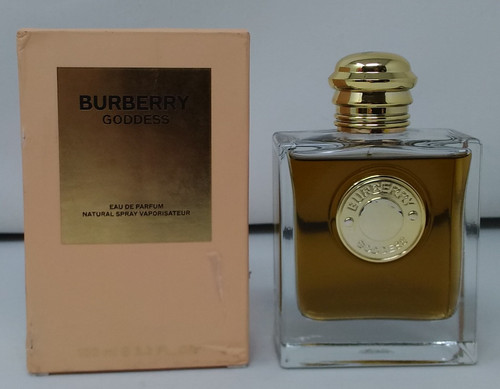 BURBERRY
GODDESS
EAU DE PARFUM
NATURAL SPRAY VAPORISATEUR
BURBERRY
GODDESS